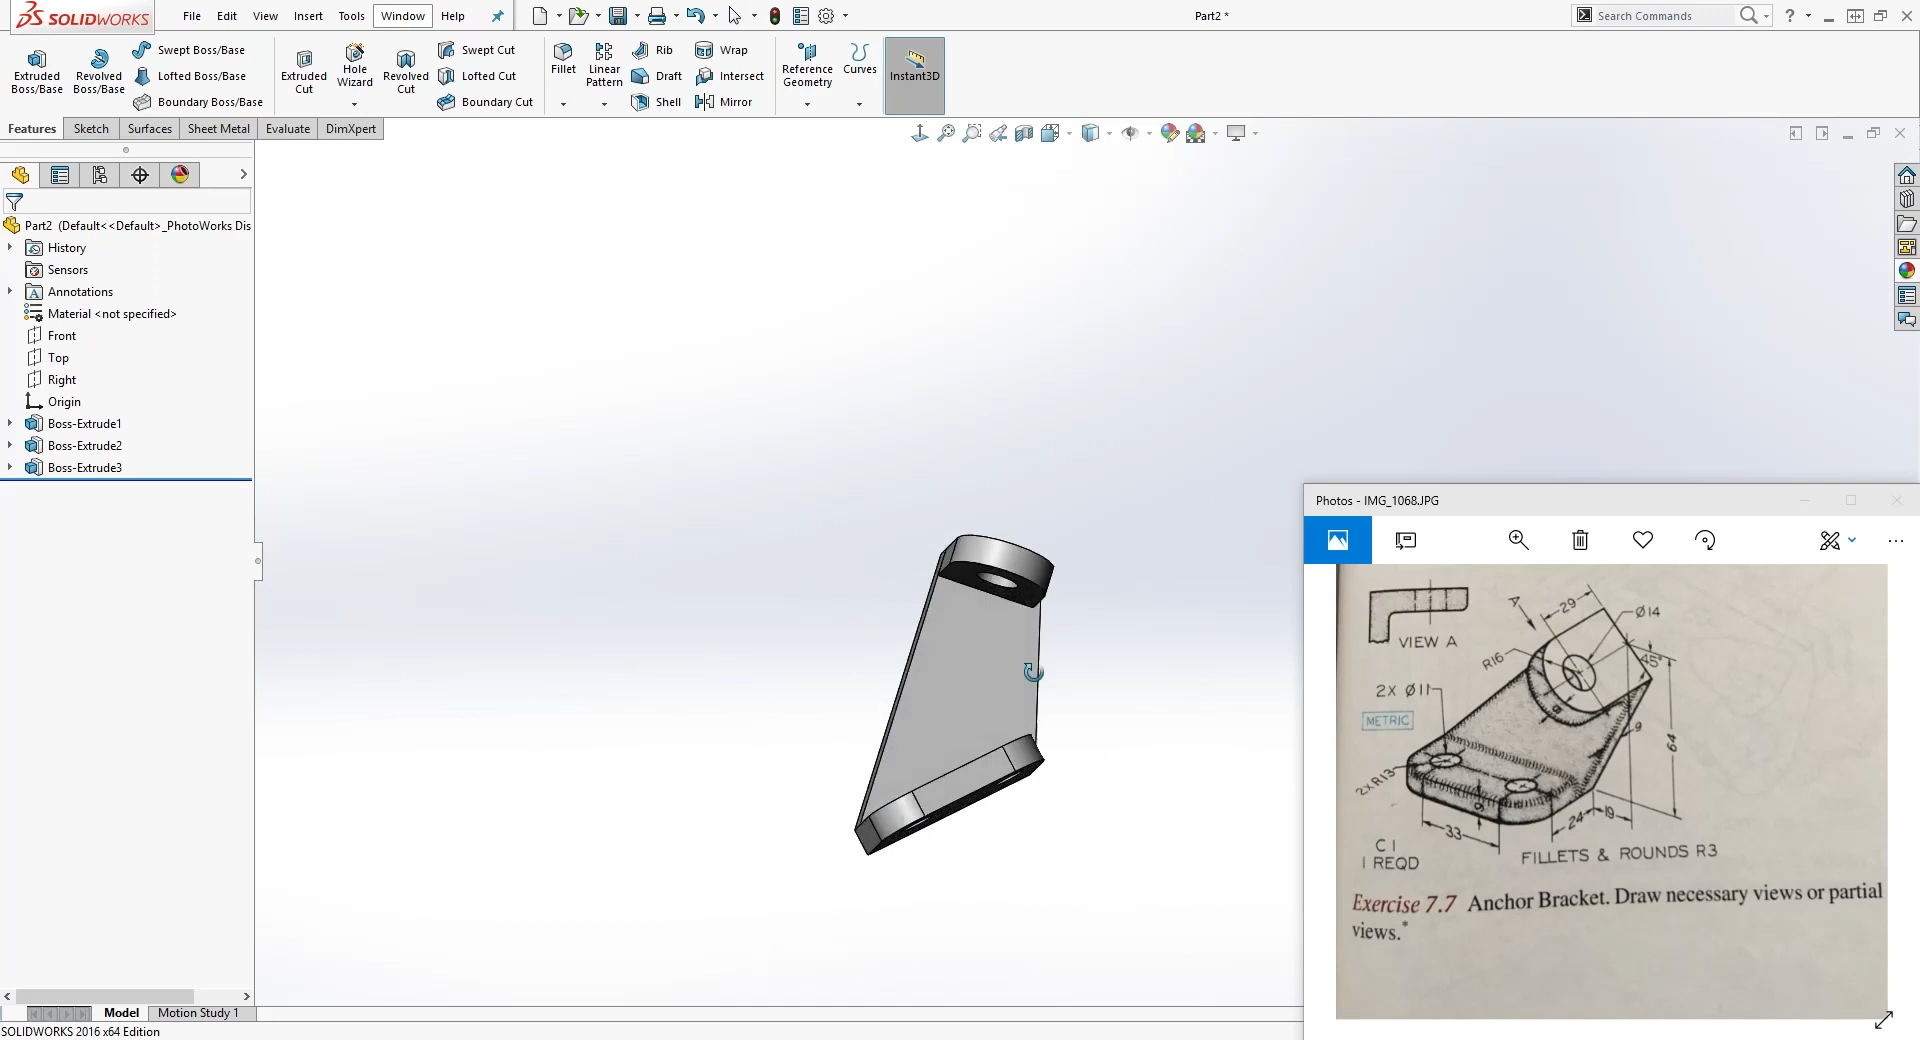 SOLIDWORKS
File Edit View Insert Tools Window Help
Part2 *
Search Commands
Extruded Boss/Base
Revolved Boss/Base
Swept Boss/Base
Lofted Boss/Base
Boundary Boss/Base
Extruded Cut
Hole Wizard
Revolved Cut
Swept Cut
Lofted Cut
Boundary Cut
Fillet
Linear Pattern
Rib
Draft
Shell
Wrap
Intersect
Mirror
Reference Geometry
Curves
Instant3D
Features Sketch Surfaces Sheet Metal Evaluate DimXpert
Part2 (Default<<Default>_PhotoWorks Dis
History
Sensors
Annotations
Material <not specified>
Front
Top
Right
Origin
Boss-Extrude1
Boss-Extrude2
Boss-Extrude3
Model Motion Study 1
SOLIDWORKS 2016 x64 Edition
Photos - IMG_1068.JPG
VIEW A
A
29
Ø14
45°
R16
2X Ø11
METRIC
8
9
64
2XR13
9
33
24
19
C I
I REQD
FILLETS & ROUNDS R3
Exercise 7.7 Anchor Bracket. Draw necessary views or partial
views.*